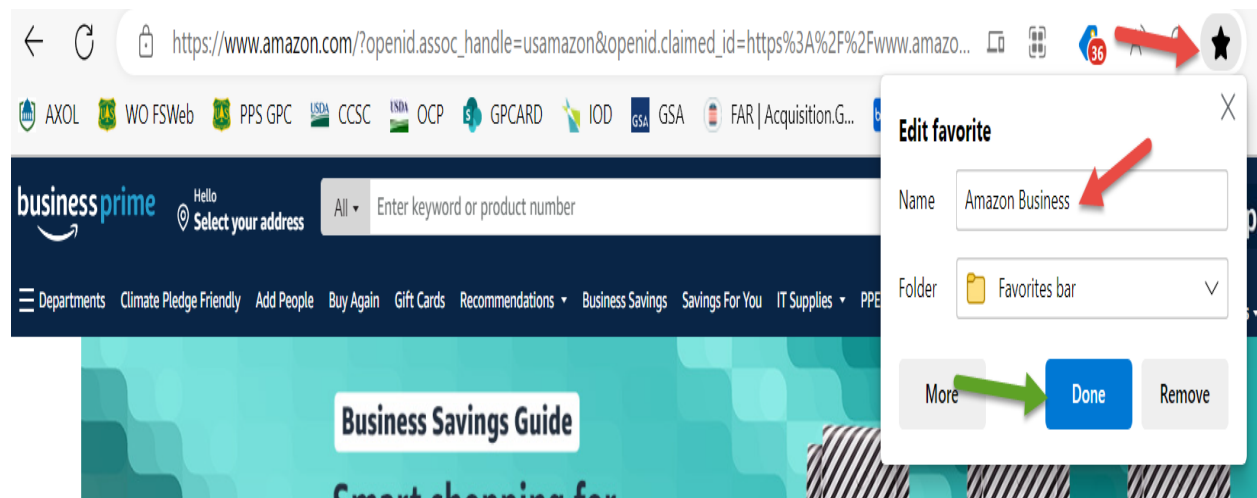 https://www.amazon.com/?openid.assoc_handle=usamazon&openid.claimed_id=https%3A%2F%2Fwww.amazo...
36
AXOL WO FSWeb PPS GPC USDA CCSC USDA OCP GPCARD IOD GSA GSA FAR | Acquisition.G...
Edit favorite
business prime
Hello
Select your address
All
Enter keyword or product number
Name
Amazon Business
Departments Climate Pledge Friendly Add People Buy Again Gift Cards Recommendations Business Savings Savings For You IT Supplies PPE
Folder
Favorites bar
More
Done
Remove
Business Savings Guide
Smart shopping for